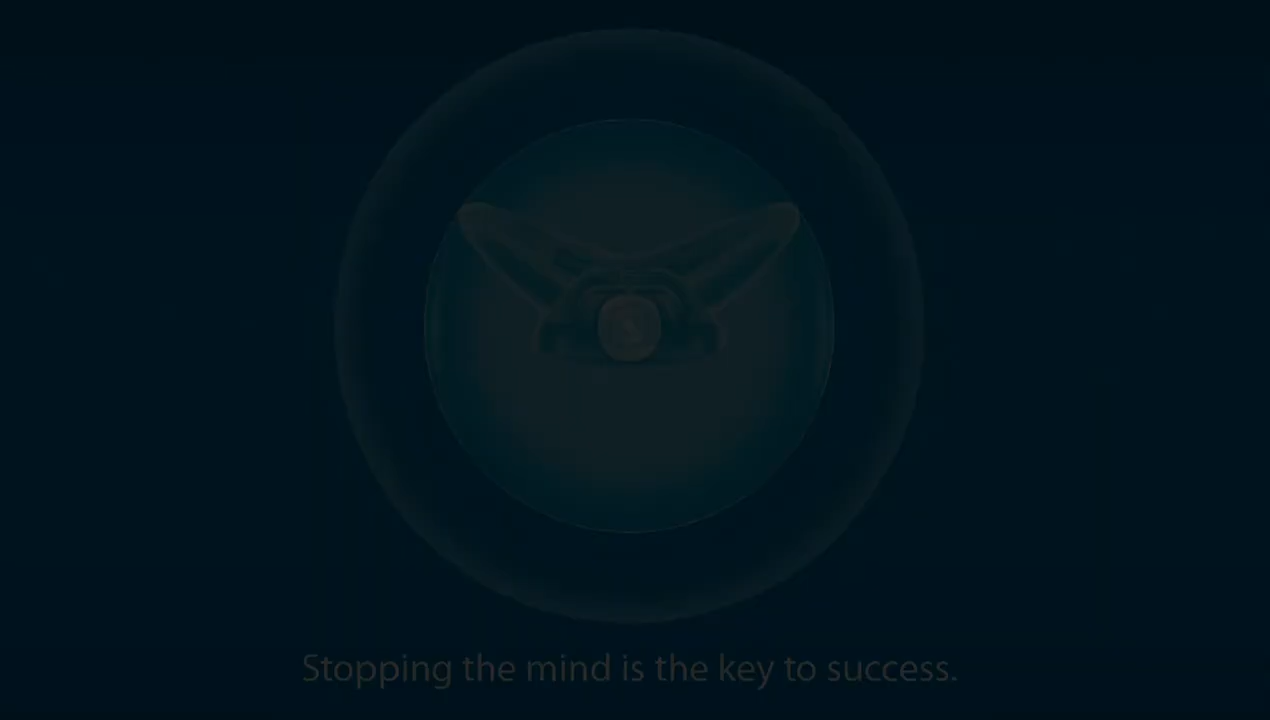 Stopping the mind is the key to success.